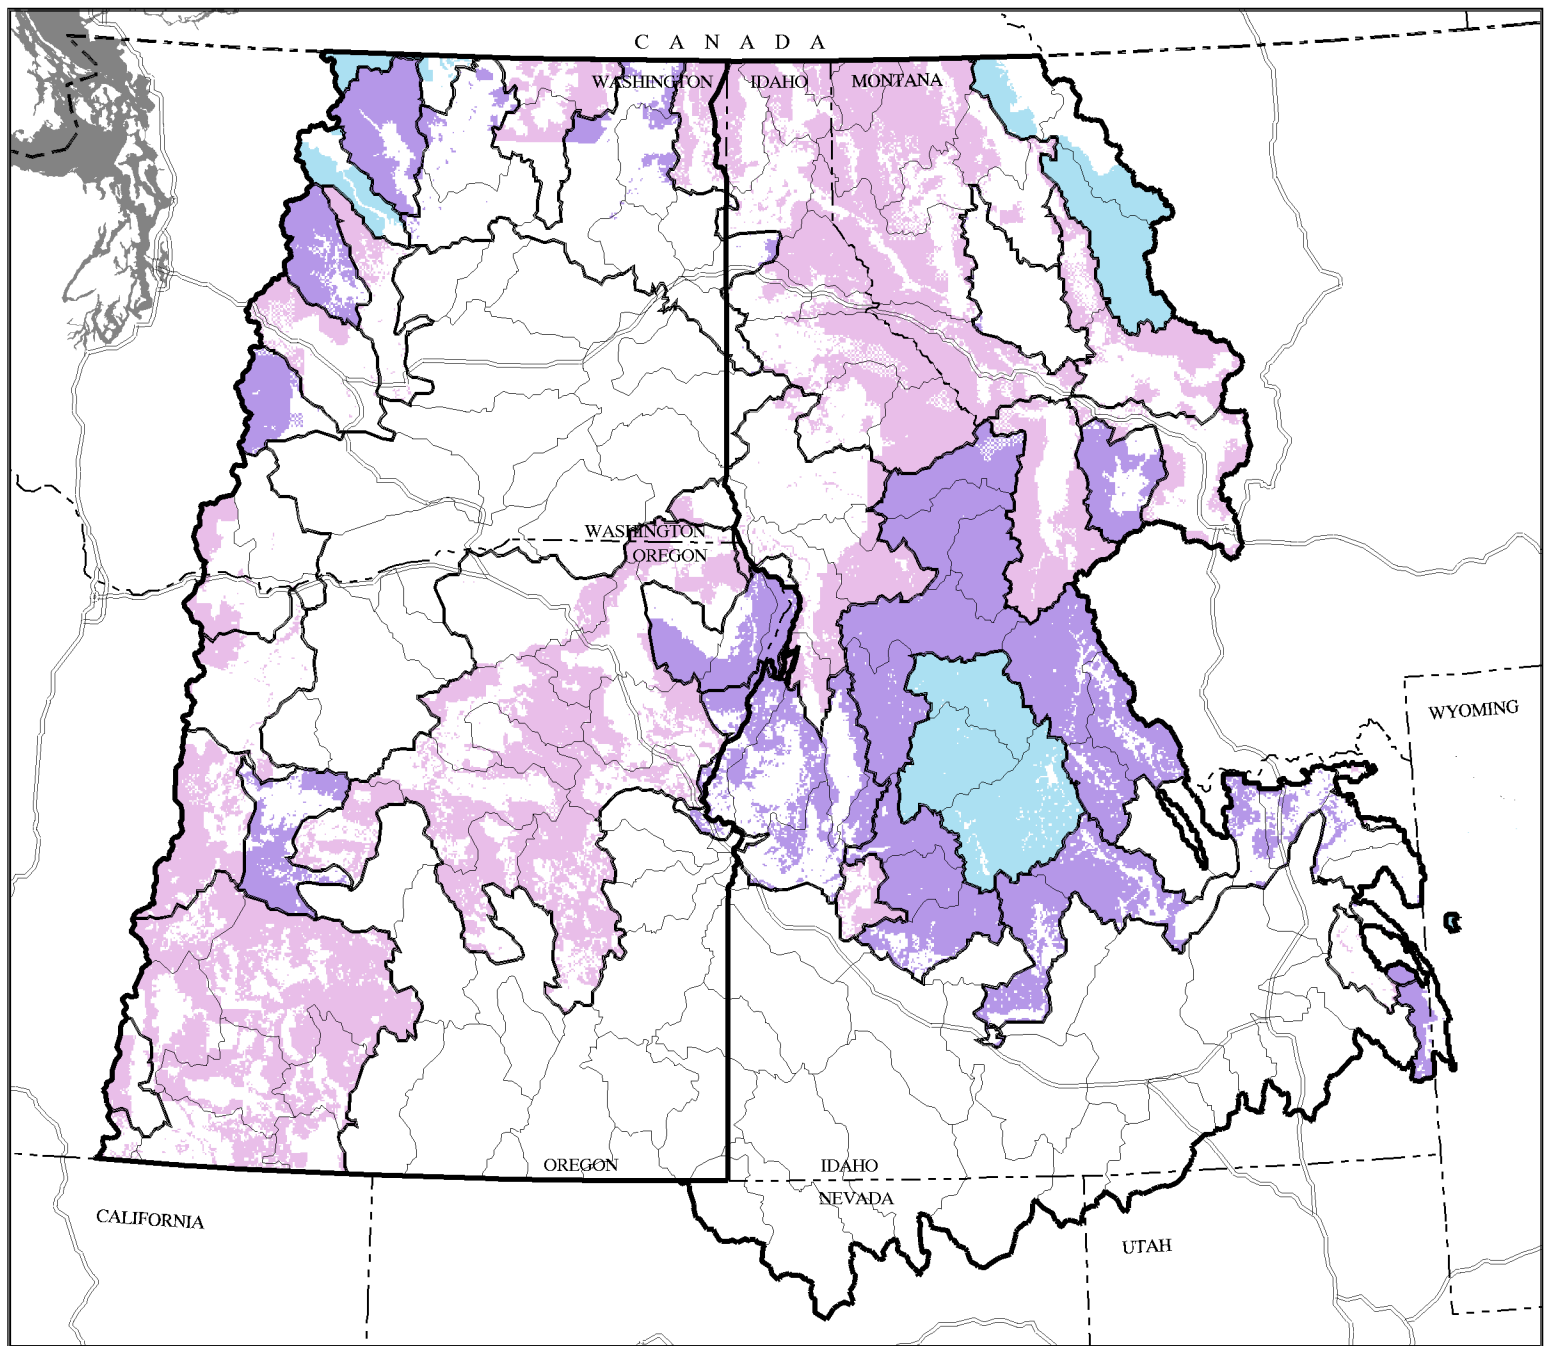 C A N A D A
WASHINGTON
IDAHO
MONTANA
WASHINGTON
OREGON
WYOMING
OREGON
IDAHO
NEVADA
CALIFORNIA
UTAH